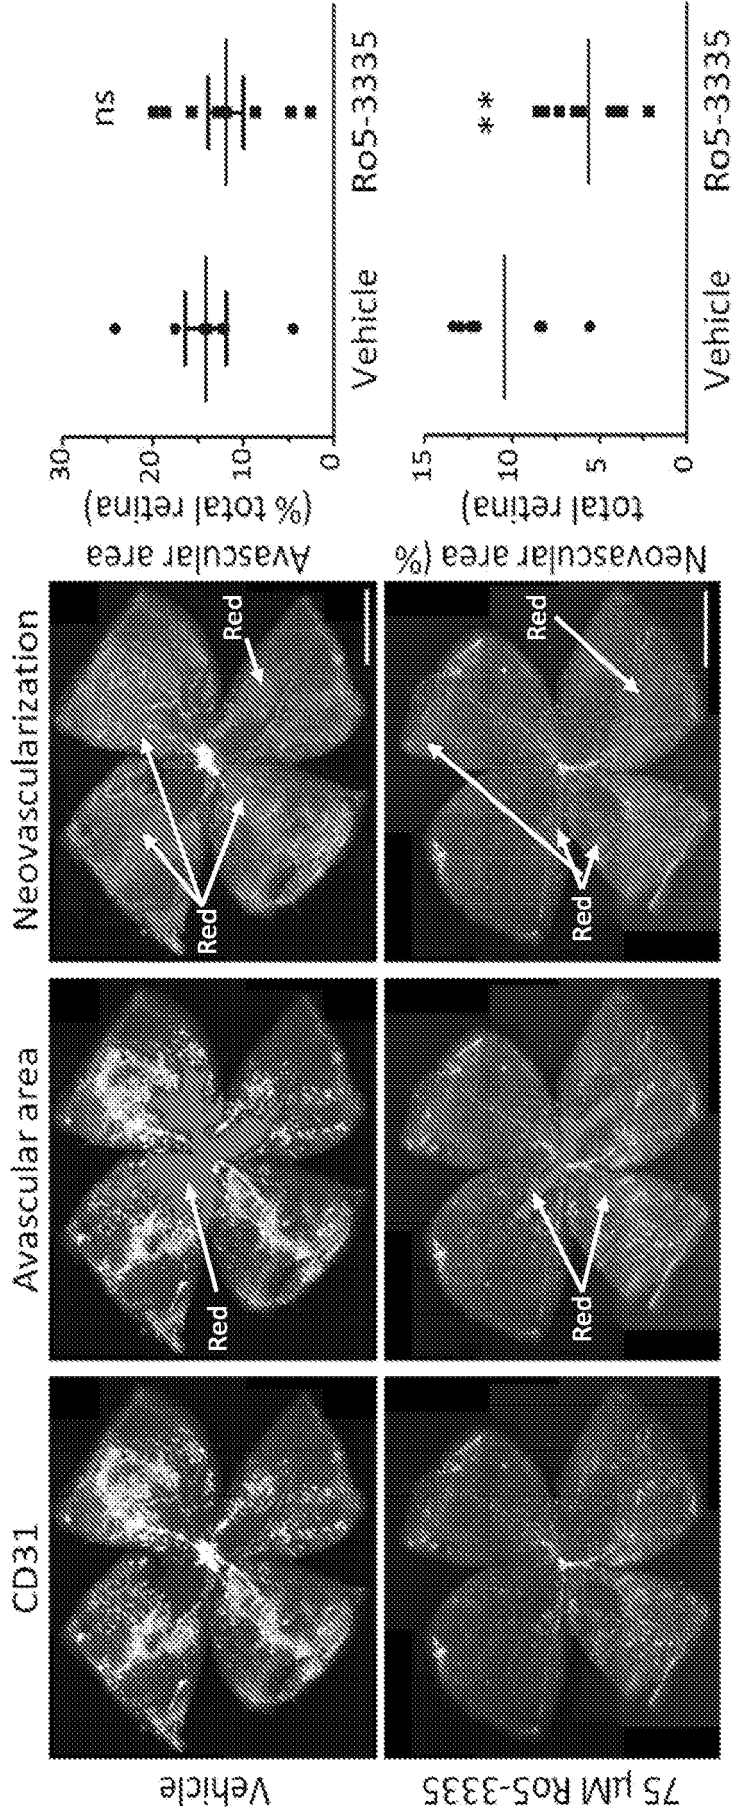 CD31
Avascular area
Neovascularization
Vehicle
Red
Red
Red
Avascular area
(% total retina)
30
20
10
0
ns
Vehicle
Ro5-3335
75 µM Ro5-3335
Red
Red
Red
Neovascular area (%
total retina)
15
10
5
0
**
Vehicle
Ro5-3335